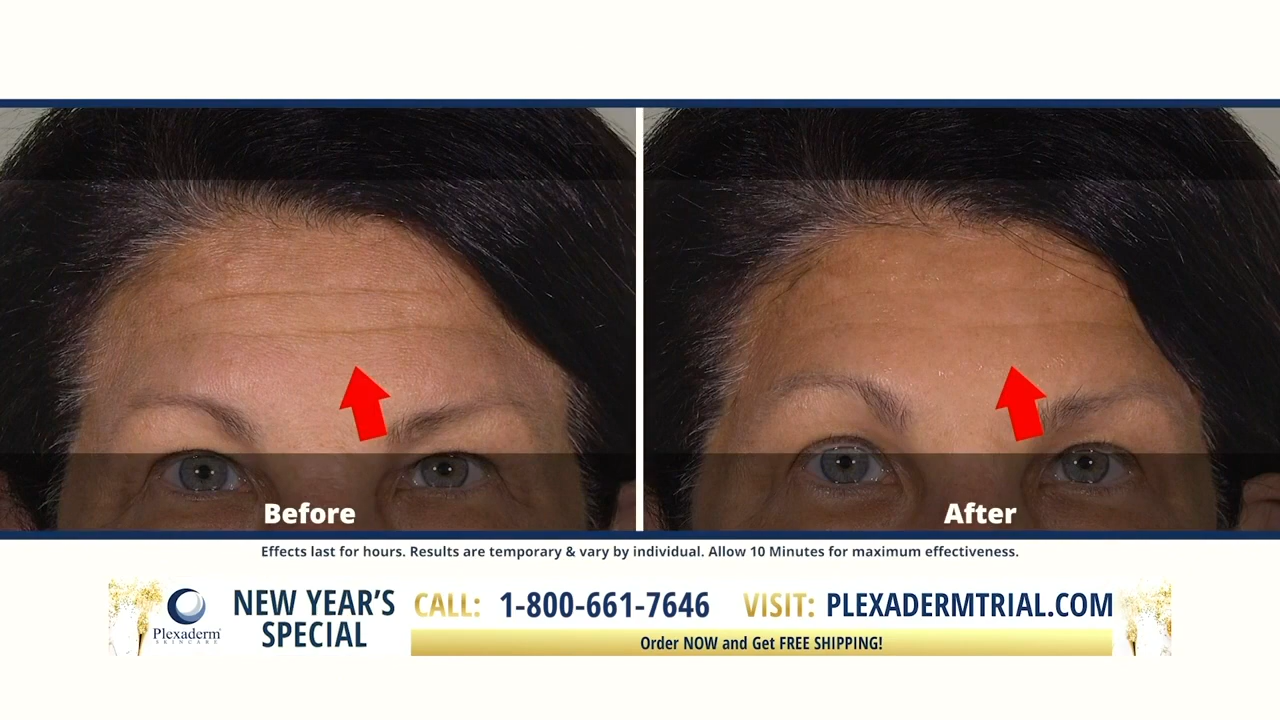 Before
After
Effects last for hours. Results are temporary & vary by individual. Allow 10 Minutes for maximum effectiveness.
Plexaderm
SKINCARE
NEW YEAR'S
SPECIAL
CALL: 1-800-661-7646 VISIT: PLEXADERMTRIAL.COM
Order NOW and Get FREE SHIPPING!